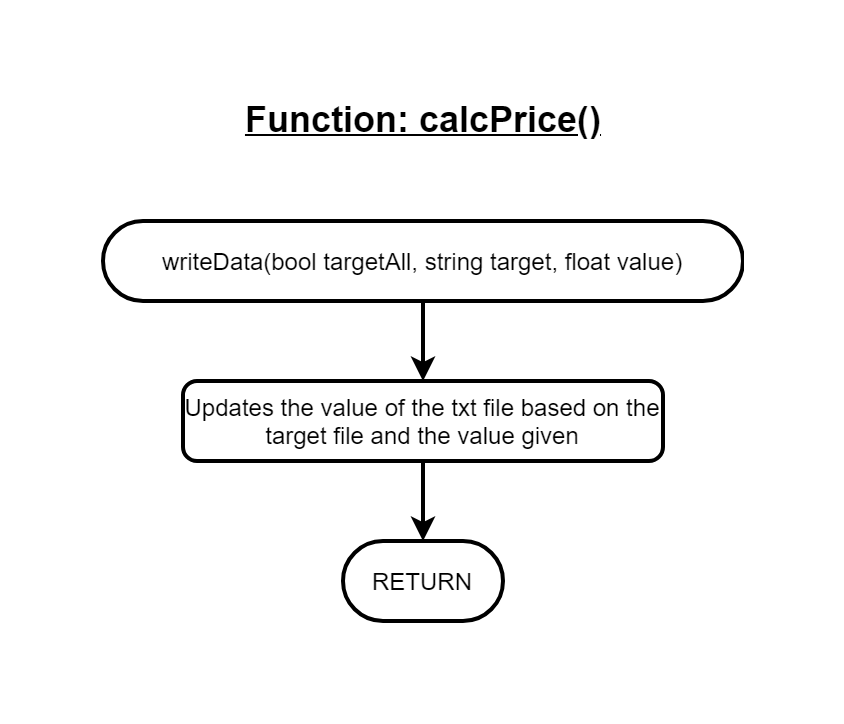 Function: calcPrice()
writeData(bool targetAll, string target, float value)
Updates the value of the txt file based on the
target file and the value given
RETURN